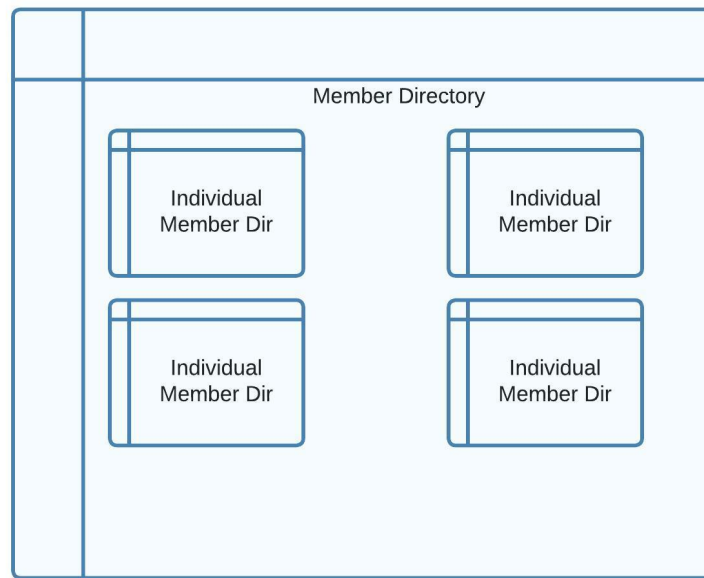 Member Directory
Individual
Member Dir
Individual
Member Dir
Individual
Member Dir
Individual
Member Dir